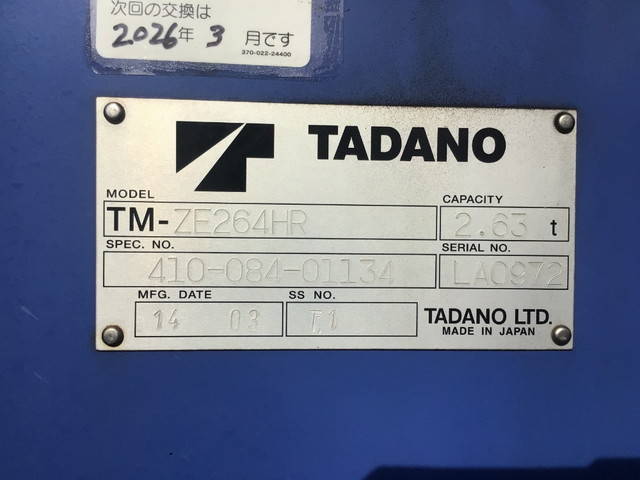 次回の交換は
2026年 3 月です
370-022-24400
TADANO
MODEL
TM-ZE264HR
CAPACITY
2.63 t
SPEC. NO.
410-084-01134
SERIAL NO.
LA0972
MFG. DATE
14 03
SS NO.
E1
TADANO LTD.
MADE IN JAPAN